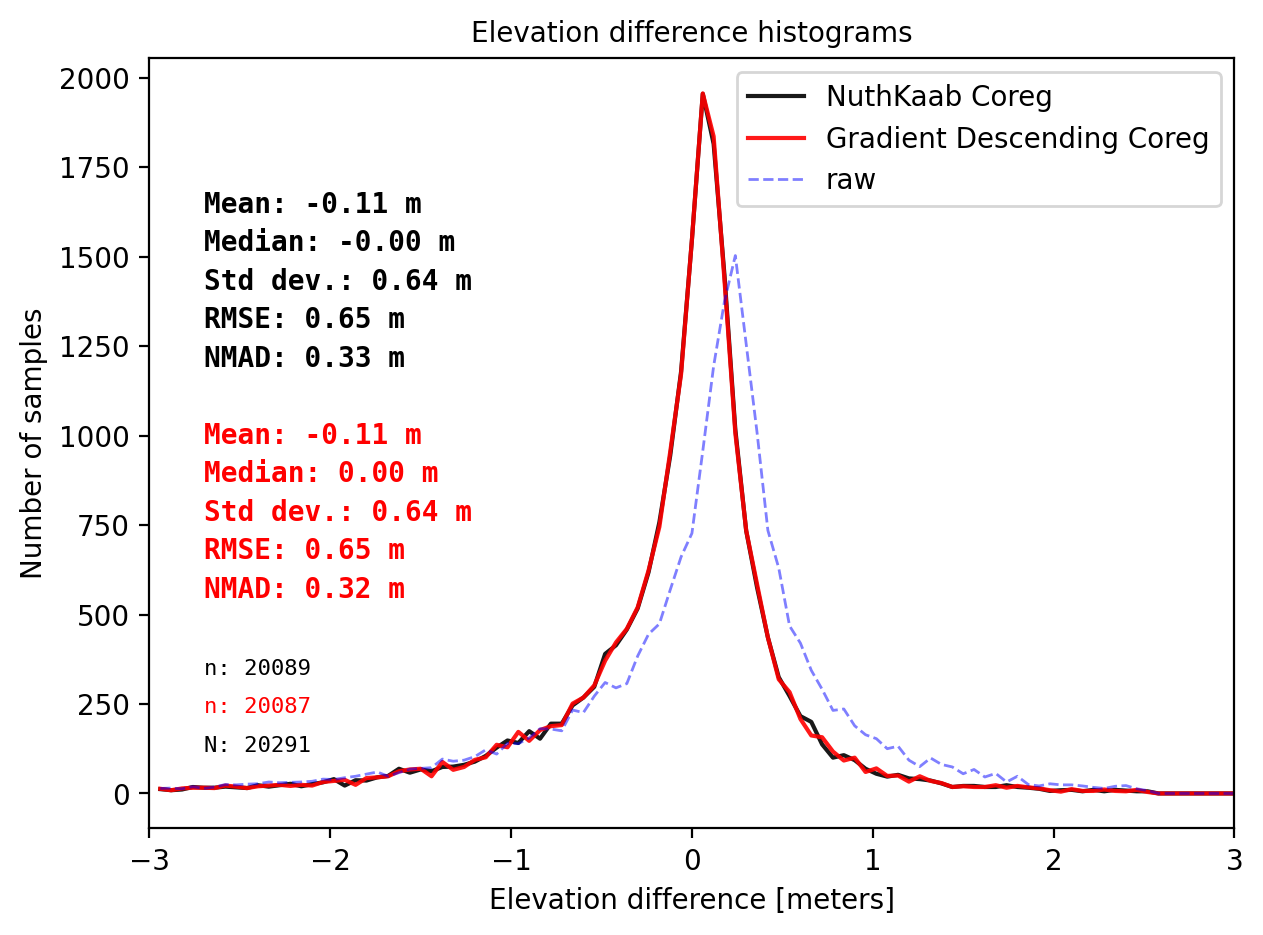 Elevation difference histograms
NuthKaab Coreg
Gradient Descending Coreg
raw
Mean: -0.11 m
Median: -0.00 m
Std dev.: 0.64 m
RMSE: 0.65 m
NMAD: 0.33 m
Mean: -0.11 m
Median: 0.00 m
Std dev.: 0.64 m
RMSE: 0.65 m
NMAD: 0.32 m
n: 20089
n: 20087
N: 20291
Number of samples
2000
1750
1500
1250
1000
750
500
250
0
−3 −2 −1 0 1 2 3
Elevation difference [meters]